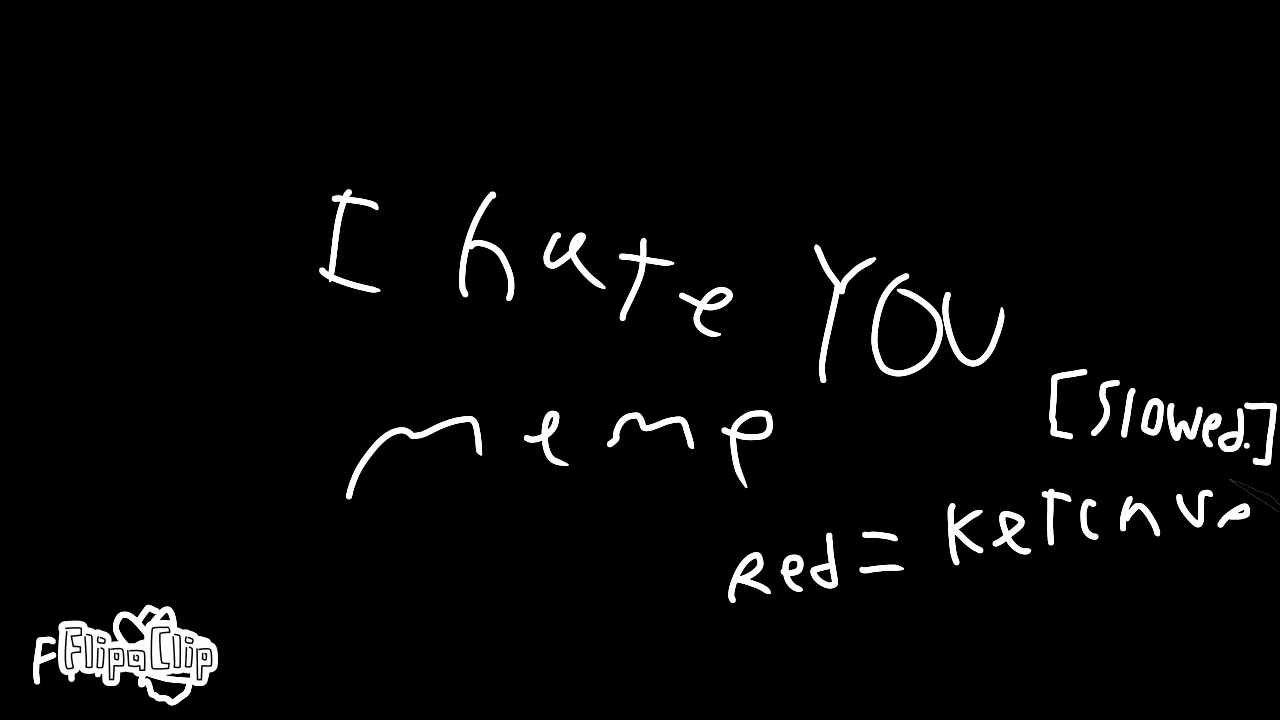 I hate YOU
meme
[Slowed.]
Red = Ketchup
FlipaClip